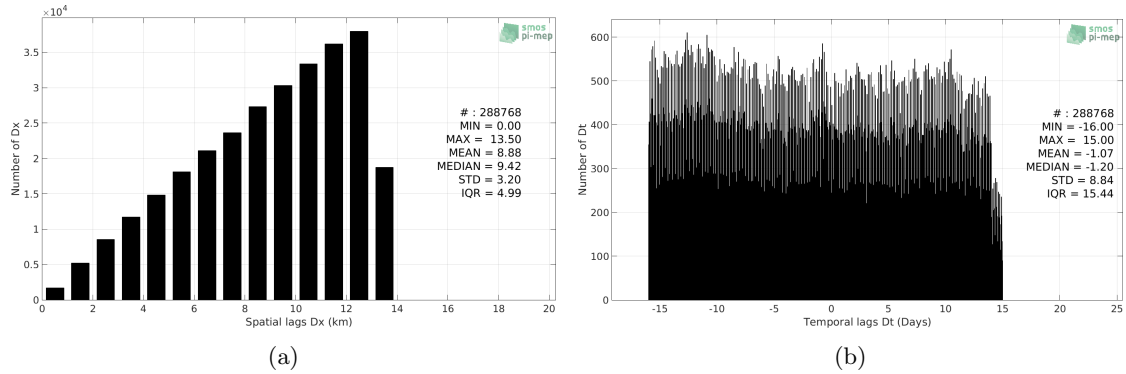 ×10⁴
smos
pi-mep
3.5
3
2.5
2
1.5
1
0.5
0
Number of Dx
# : 288768
MIN = 0.00
MAX = 13.50
MEAN = 8.88
MEDIAN = 9.42
STD = 3.20
IQR = 4.99
0 2 4 6 8 10 12 14 16 18 20
Spatial lags Dx (km)
(a)
smos
pi-mep
600
500
400
300
200
100
0
Number of Dt
# : 288768
MIN = -16.00
MAX = 15.00
MEAN = -1.07
MEDIAN = -1.20
STD = 8.84
IQR = 15.44
-15 -10 -5 0 5 10 15 20 25
Temporal lags Dt (Days)
(b)